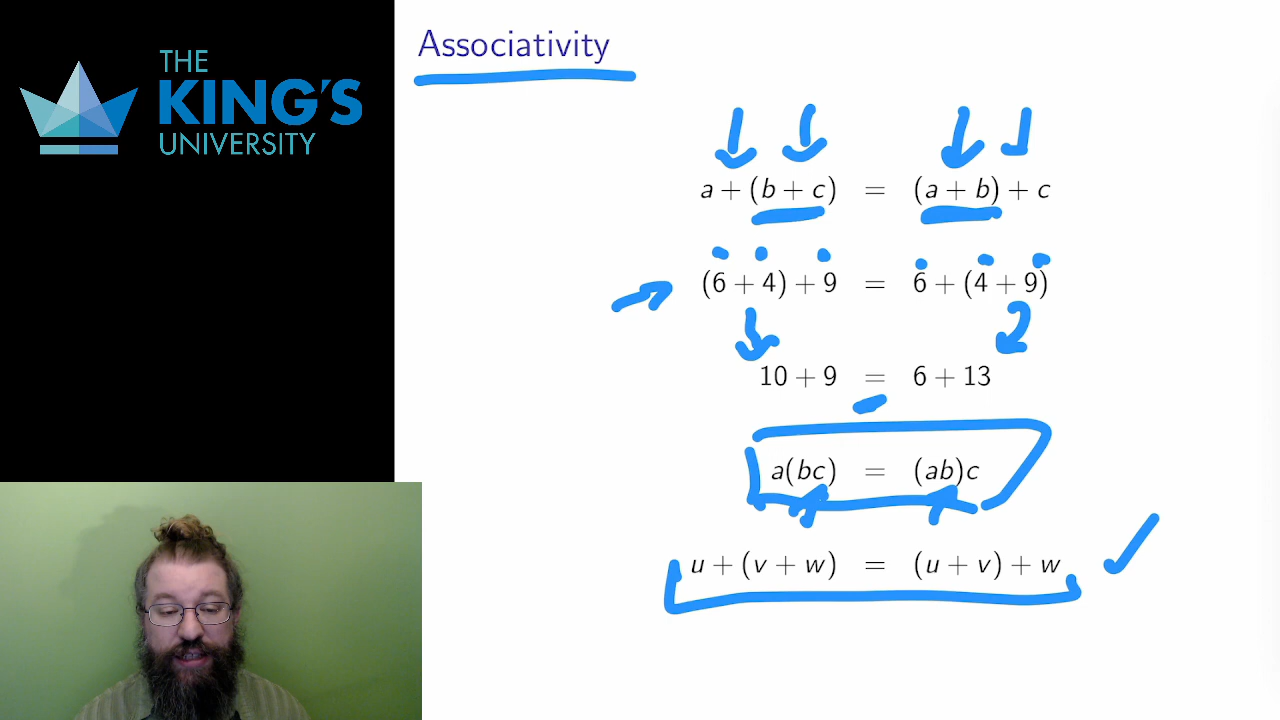 THE
KING'S
UNIVERSITY
Associativity
a + (b + c) = (a + b) + c
(6 + 4) + 9 = 6 + (4 + 9)
10 + 9 = 6 + 13
a(bc) = (ab)c
u + (v + w) = (u + v) + w